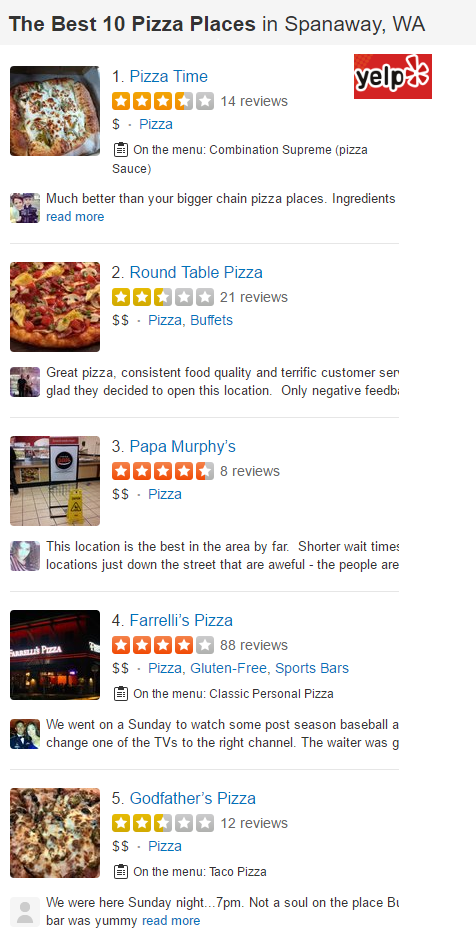 The Best 10 Pizza Places in Spanaway, WA
yelp
1. Pizza Time
14 reviews
$ · Pizza
On the menu: Combination Supreme (pizza
Sauce)
Much better than your bigger chain pizza places. Ingredients
read more
2. Round Table Pizza
21 reviews
$$ · Pizza, Buffets
Great pizza, consistent food quality and terrific customer ser
glad they decided to open this location. Only negative feedba
3. Papa Murphy's
8 reviews
$$ · Pizza
This location is the best in the area by far. Shorter wait times
locations just down the street that are aweful - the people are
4. Farrelli's Pizza
FARRELLI'S PIZZA
88 reviews
$$ · Pizza, Gluten-Free, Sports Bars
On the menu: Classic Personal Pizza
We went on a Sunday to watch some post season baseball a
change one of the TVs to the right channel. The waiter was g
5. Godfather's Pizza
12 reviews
$$ · Pizza
On the menu: Taco Pizza
We were here Sunday night...7pm. Not a soul on the place Bu
bar was yummy read more